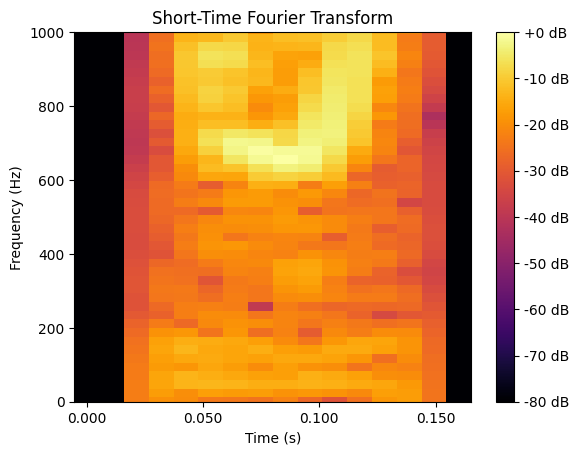 Short-Time Fourier Transform
1000
800
600
400
200
0
Frequency (Hz)
0.000
0.050
0.100
0.150
Time (s)
+0 dB
-10 dB
-20 dB
-30 dB
-40 dB
-50 dB
-60 dB
-70 dB
-80 dB